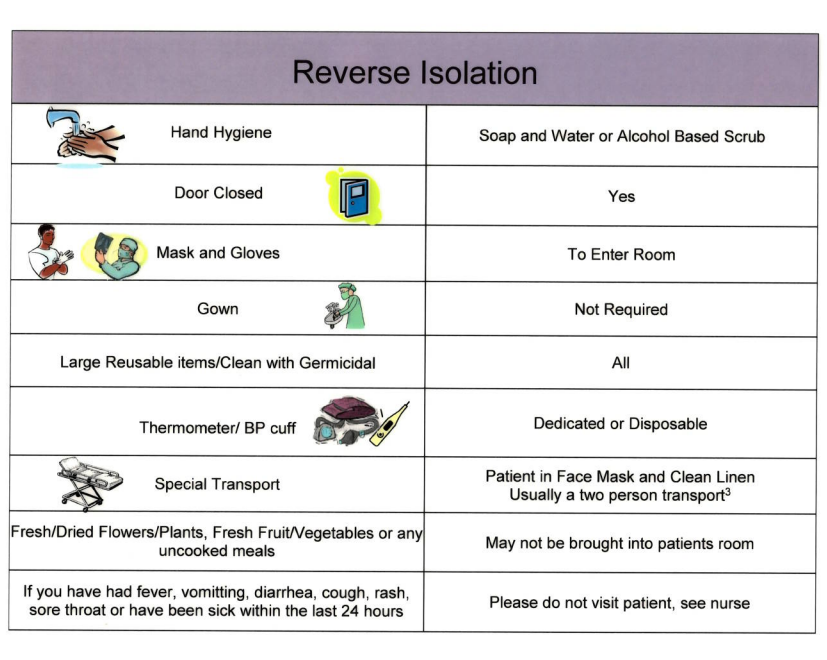 Reverse Isolation
Hand Hygiene
Soap and Water or Alcohol Based Scrub
Door Closed
Yes
Mask and Gloves
To Enter Room
Gown
Not Required
Large Reusable items/Clean with Germicidal
All
Thermometer/ BP cuff
Dedicated or Disposable
Special Transport
Patient in Face Mask and Clean Linen
Usually a two person transport³
Fresh/Dried Flowers/Plants, Fresh Fruit/Vegetables or any
uncooked meals
May not be brought into patients room
If you have had fever, vomitting, diarrhea, cough, rash,
sore throat or have been sick within the last 24 hours
Please do not visit patient, see nurse